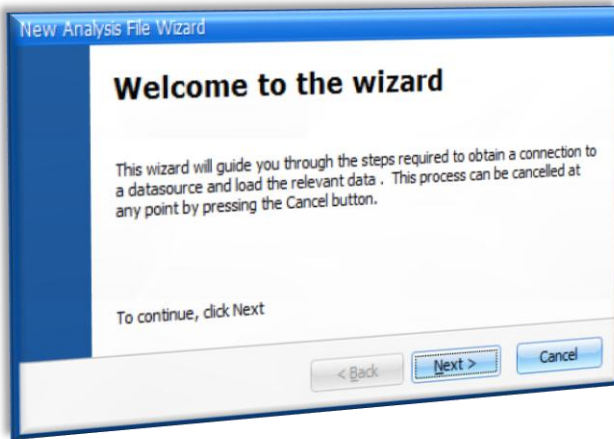 New Analysis File Wizard
Welcome to the wizard
This wizard will guide you through the steps required to obtain a connection to
a datasource and load the relevant data . This process can be cancelled at
any point by pressing the Cancel button.
To continue, click Next
< Back Next > Cancel